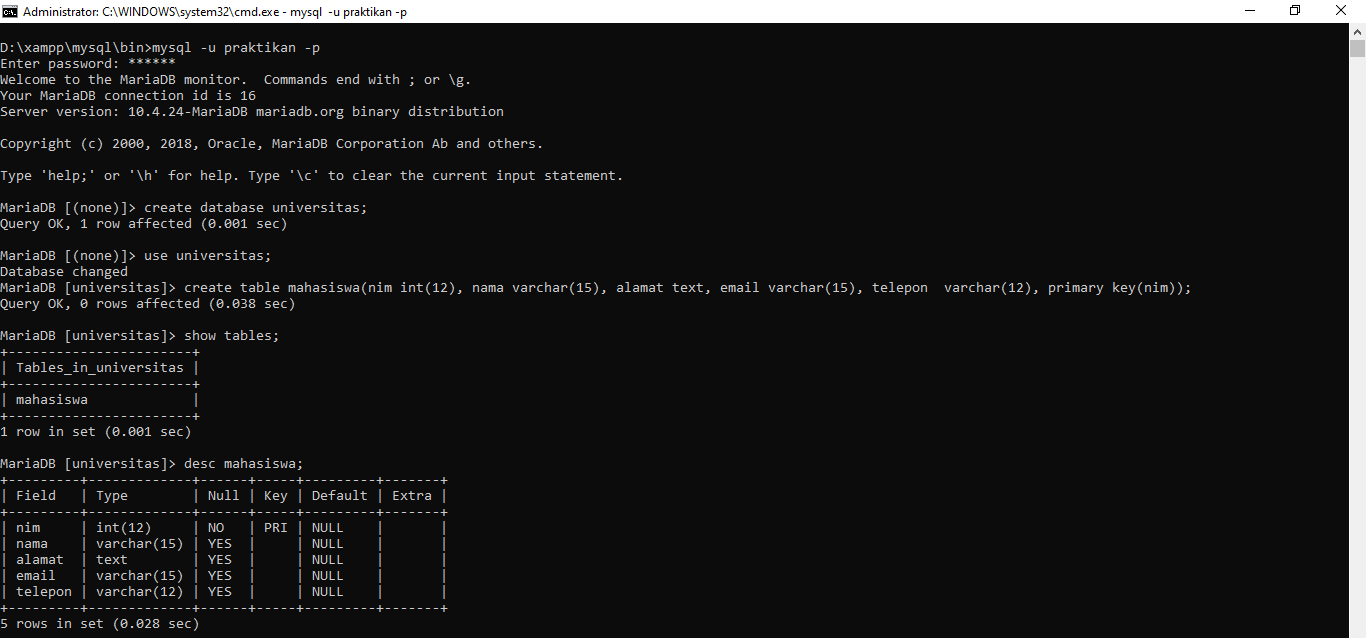 Administrator: C:\WINDOWS\system32\cmd.exe - mysql  -u praktikan -p
D:\xampp\mysql\bin>mysql -u praktikan -p
Enter password: ******
Welcome to the MariaDB monitor.  Commands end with ; or \g.
Your MariaDB connection id is 16
Server version: 10.4.24-MariaDB mariadb.org binary distribution
Copyright (c) 2000, 2018, Oracle, MariaDB Corporation Ab and others.
Type 'help;' or '\h' for help. Type '\c' to clear the current input statement.
MariaDB [(none)]> create database universitas;
Query OK, 1 row affected (0.001 sec)
MariaDB [(none)]> use universitas;
Database changed
MariaDB [universitas]> create table mahasiswa(nim int(12), nama varchar(15), alamat text, email varchar(15), telepon  varchar(12), primary key(nim));
Query OK, 0 rows affected (0.038 sec)
MariaDB [universitas]> show tables;
+-----------------------+
| Tables_in_universitas |
+-----------------------+
| mahasiswa             |
+-----------------------+
1 row in set (0.001 sec)
MariaDB [universitas]> desc mahasiswa;
+---------+-------------+------+-----+---------+-------+
| Field   | Type        | Null | Key | Default | Extra |
+---------+-------------+------+-----+---------+-------+
| nim     | int(12)     | NO   | PRI | NULL    |       |
| nama    | varchar(15) | YES  |     | NULL    |       |
| alamat  | text        | YES  |     | NULL    |       |
| email   | varchar(15) | YES  |     | NULL    |       |
| telepon | varchar(12) | YES  |     | NULL    |       |
+---------+-------------+------+-----+---------+-------+
5 rows in set (0.028 sec)